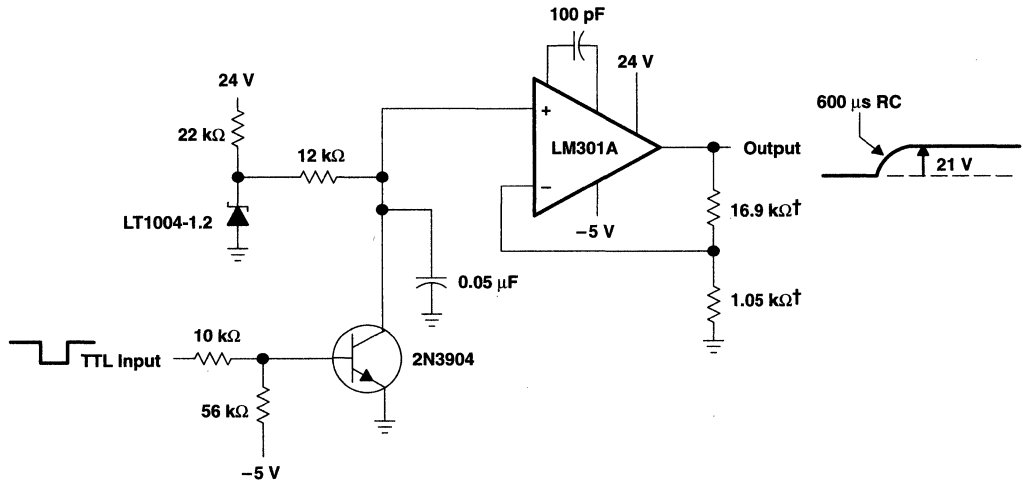 100 pF
24 V
24 V
600 μs RC
22 kΩ
+
LM301A
Output
12 kΩ
21 V
LT1004-1.2
−
−5 V
16.9 kΩ†
0.05 μF
1.05 kΩ†
10 kΩ
TTL Input
2N3904
56 kΩ
−5 V